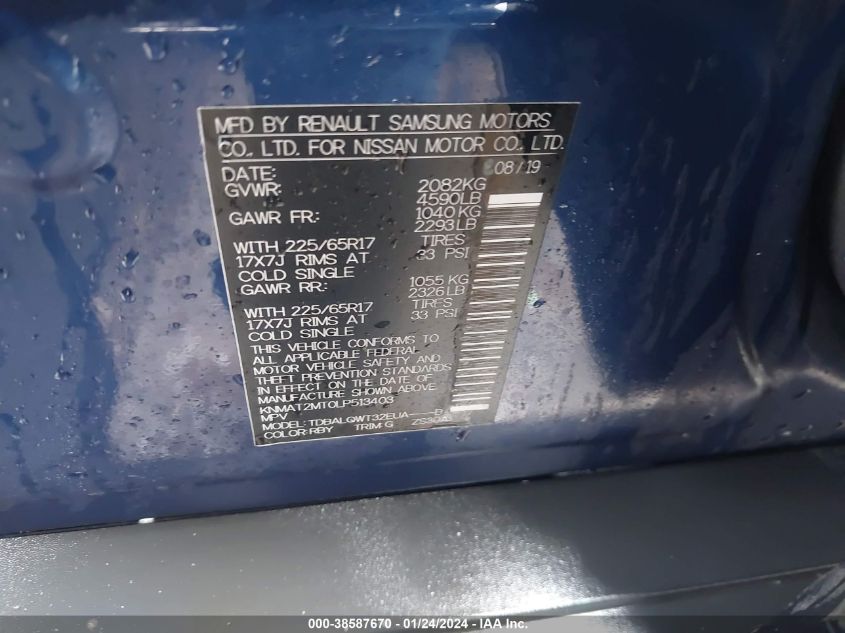 MFD BY RENAULT SAMSUNG MOTORS
CO., LTD. FOR NISSAN MOTOR CO., LTD.
DATE: 08/19
GVWR: 2082KG
4590LB
GAWR FR: 1040KG
2293LB
WITH 225/65R17 TIRES
17X7J RIMS AT 33 PSI
COLD SINGLE
GAWR RR: 1055KG
2326LB
WITH 225/65R17 TIRES
17X7J RIMS AT 33 PSI
COLD SINGLE
THIS VEHICLE CONFORMS TO
ALL APPLICABLE FEDERAL
MOTOR VEHICLE SAFETY AND
THEFT PREVENTION STANDARDS
IN EFFECT ON THE DATE OF
MANUFACTURE SHOWN ABOVE
KNMAT2MT0LP513403
MPV
MODEL: TDBALGWT32EUA----B
COLOR:RBY TRIM:G
000-38587670 - 01/24/2024 - IAA Inc.